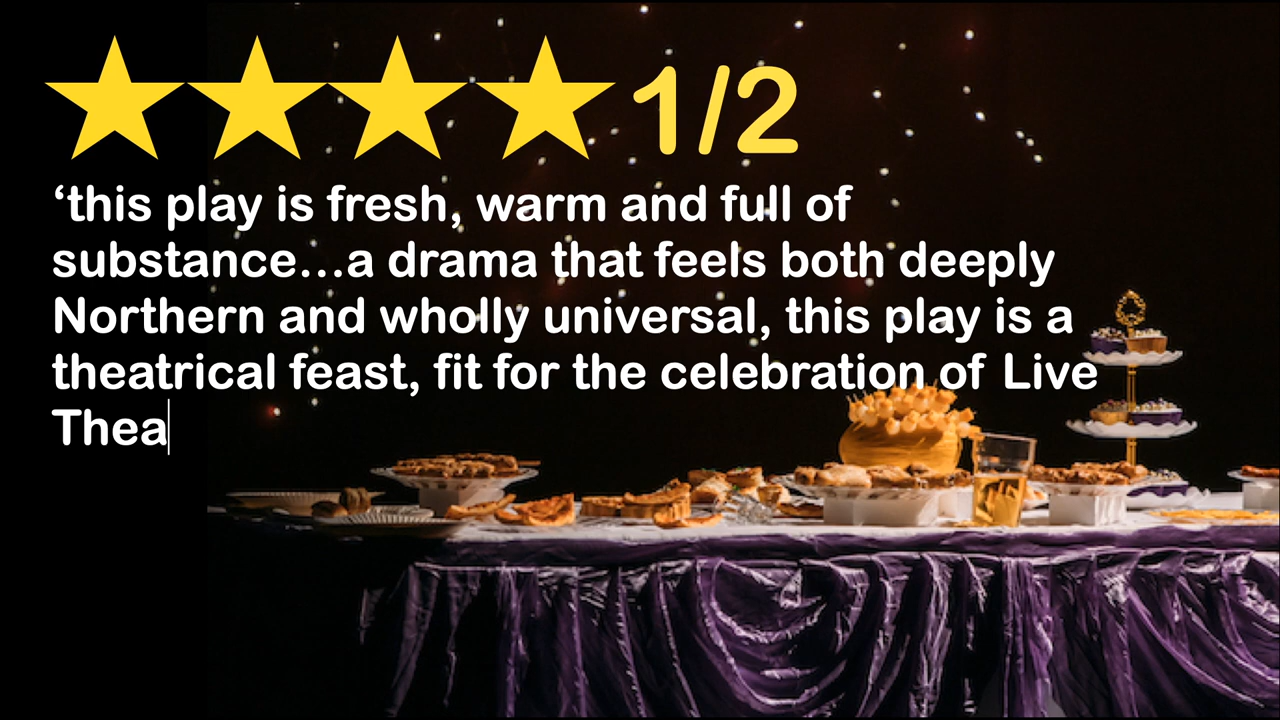 ★★★★1/2
‘this play is fresh, warm and full of
substance...a drama that feels both deeply
Northern and wholly universal, this play is a
theatrical feast, fit for the celebration of Live
Thea